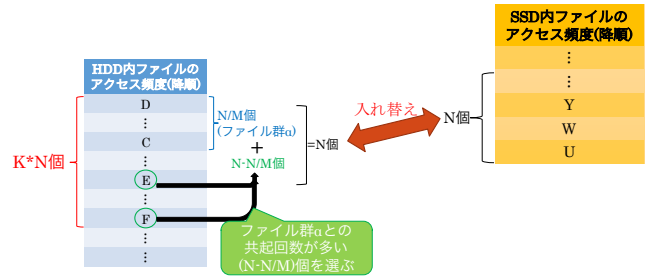 SSD内ファイルの
アクセス頻度(降順)
⋮
⋮
Y
W
U
N個
入れ替え
HDD内ファイルの
アクセス頻度(降順)
D
⋮
C
⋮
E
⋮
F
⋮
⋮
K*N個
N/M個
(ファイル群α)
+
N-N/M個
=N個
ファイル群αとの
共起回数が多い
(N-N/M)個を選ぶ